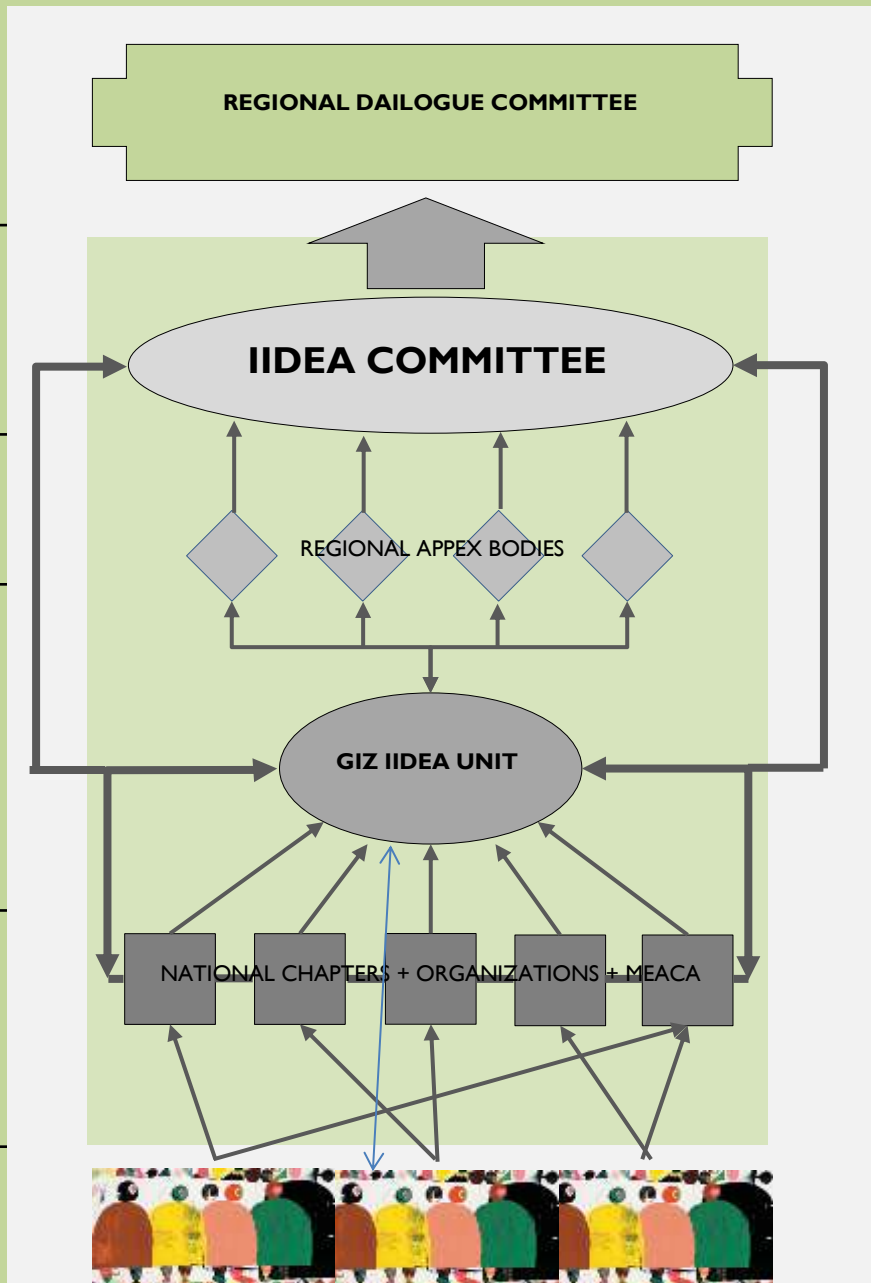 REGIONAL DAILOGUE COMMITTEE
IIDEA COMMITTEE
REGIONAL APPEX BODIES
GIZ IIDEA UNIT
NATIONAL CHAPTERS + ORGANIZATIONS + MEACA